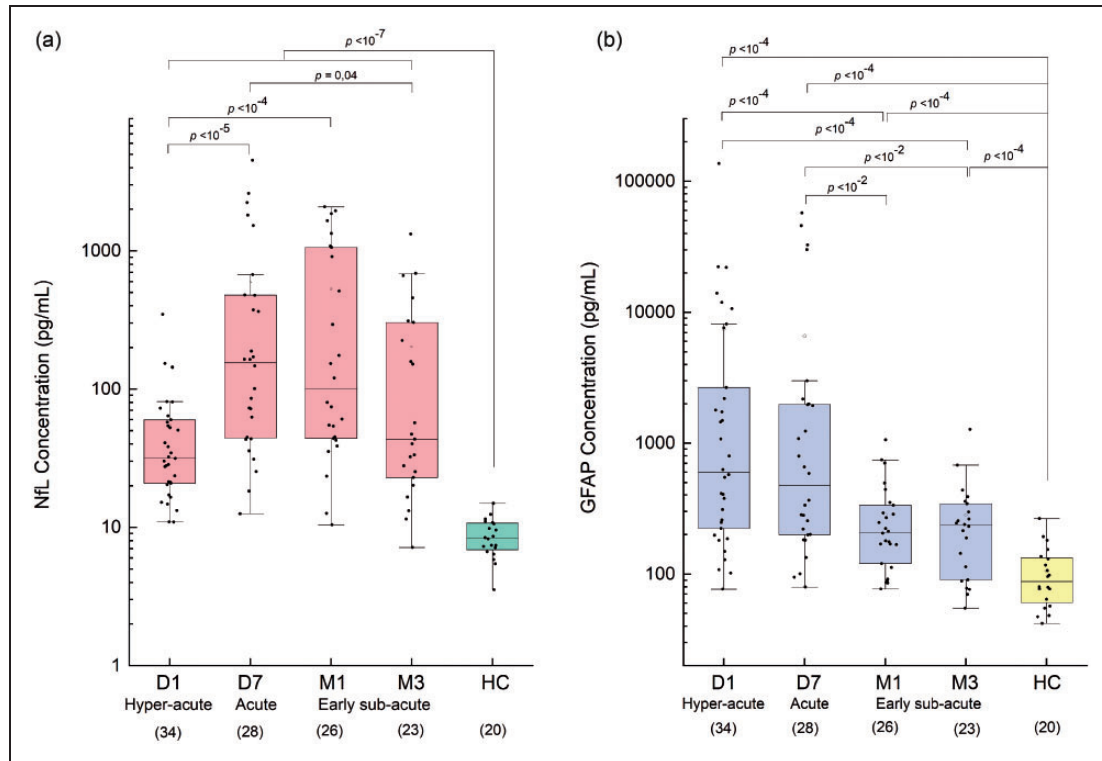 (a)
p <10-7
p = 0,04
p <10-4
p <10-5
1000
100
10
1
NfL Concentration (pg/mL)
D1 D7 M1 M3 HC
Hyper-acute Acute Early sub-acute
(34) (28) (26) (23) (20)
(b)
p <10-4
p <10-4
p <10-4 p <10-4
p <10-4
p <10-2 p <10-4
p <10-2
100000
10000
1000
100
GFAP Concentration (pg/mL)
D1 D7 M1 M3 HC
Hyper-acute Acute Early sub-acute
(34) (28) (26) (23) (20)